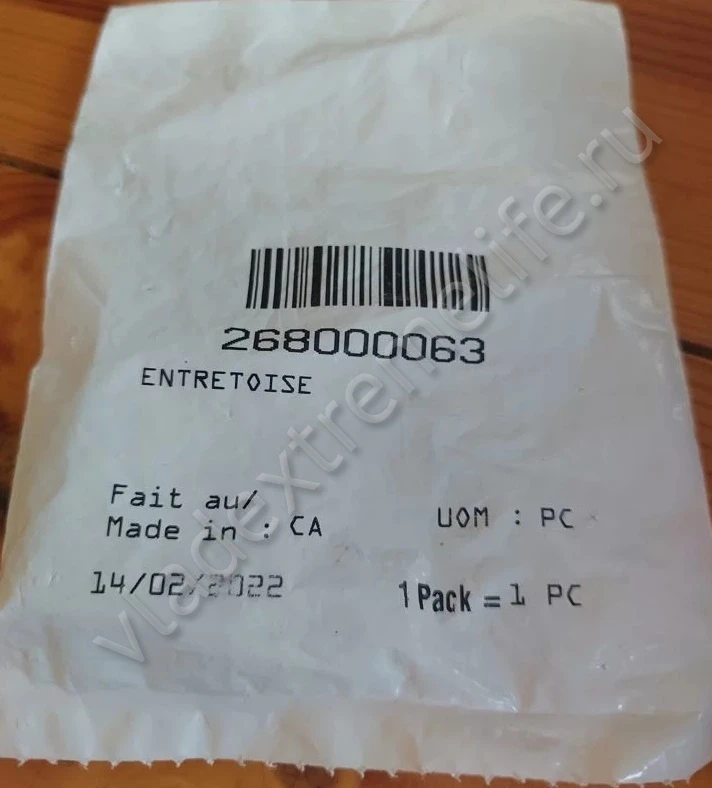 268000063
ENTRETOISE
Fait au/
Made in : CA
UOM : PC
14/02/2022
1 Pack = 1 PC
vladextremelife.ru